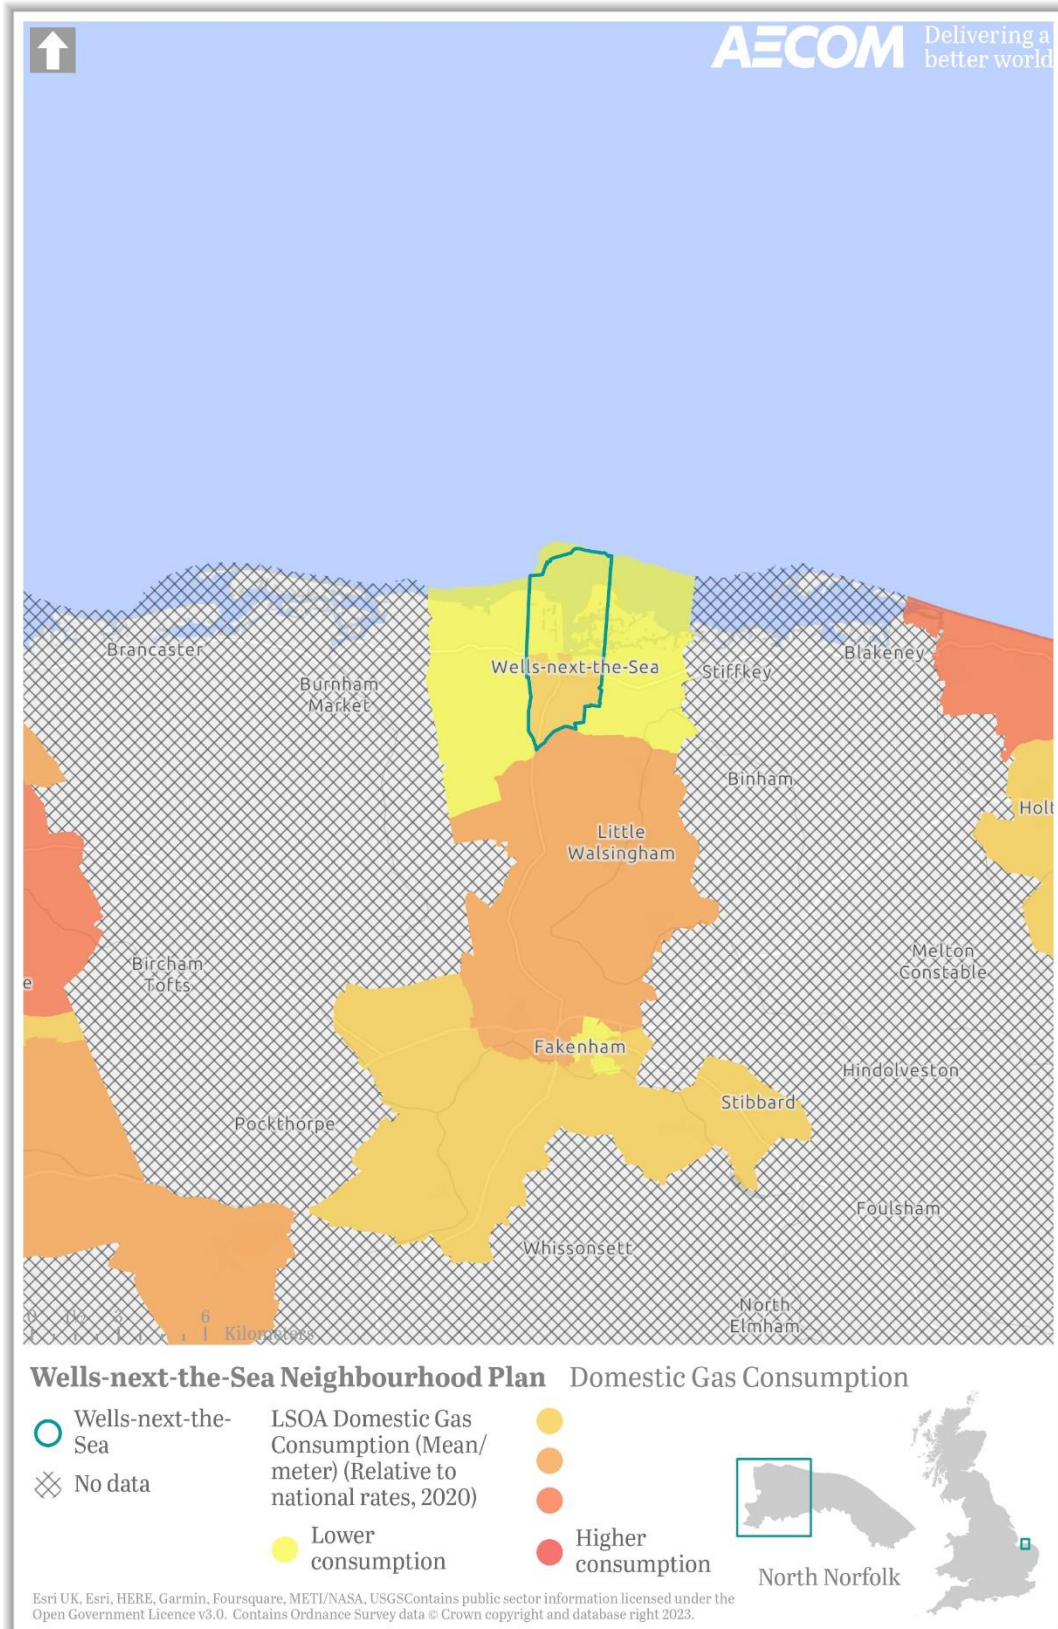 AECOM
Delivering a
better world
Brancaster
Burnham
Market
Wells-next-the-Sea
Stiffkey
Blakeney
Binham
Holt
Little
Walsingham
Bircham
Tofts
Melton
Constable
e
Fakenham
Hindolveston
Stibbard
Pockthorpe
Foulsham
Whissonsett
North
Elmham
0
3
6
Kilometers
Wells-next-the-Sea Neighbourhood Plan Domestic Gas Consumption
Wells-next-the-
Sea
No data
LSOA Domestic Gas
Consumption (Mean/
meter) (Relative to
national rates, 2020)
Lower
consumption
Higher
consumption
North Norfolk
Esri UK, Esri, HERE, Garmin, Foursquare, METI/NASA, USGSContains public sector information licensed under the
Open Government Licence v3.0. Contains Ordnance Survey data © Crown copyright and database right 2023.